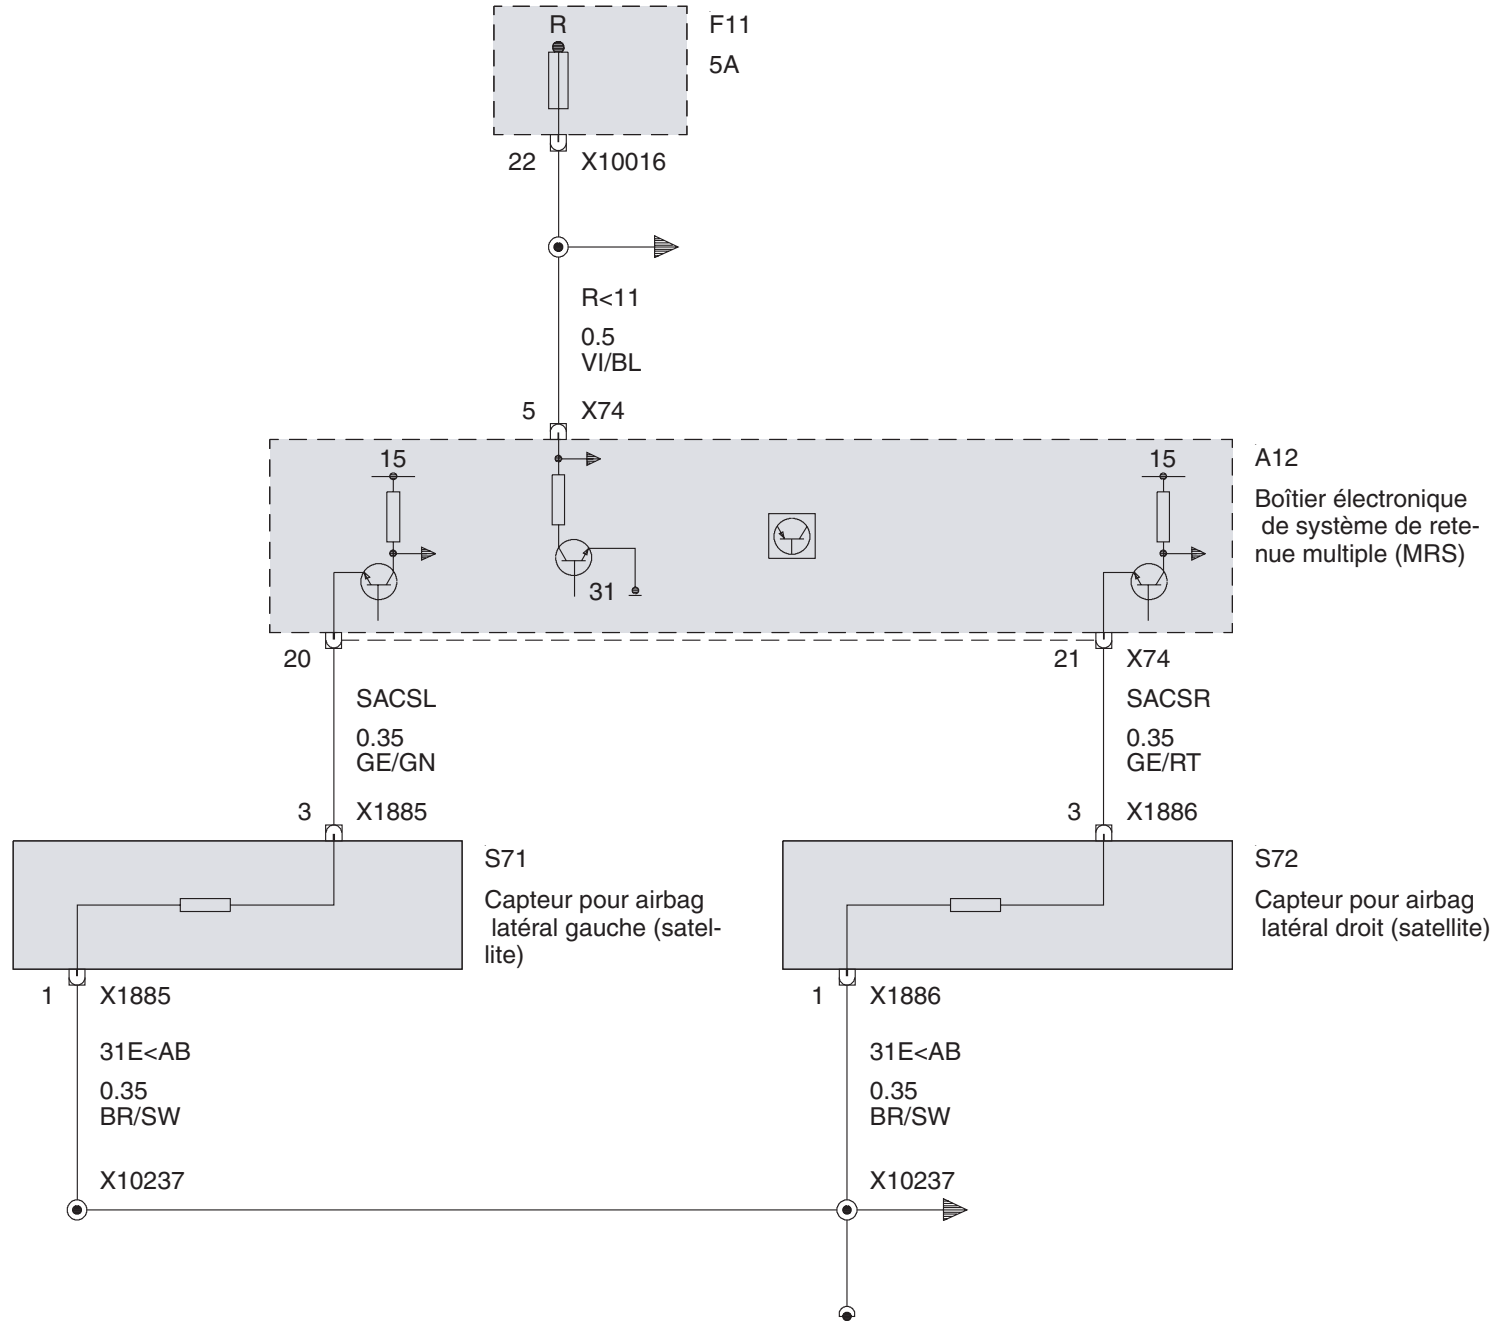 R
F11
5A
22
X10016
R<11
0.5
VI/BL
5
X74
15
15
31
A12
Boîtier électronique
de système de rete-
nue multiple (MRS)
20
21
X74
SACSL
0.35
GE/GN
SACSR
0.35
GE/RT
3
X1885
3
X1886
S71
Capteur pour airbag
latéral gauche (satel-
lite)
S72
Capteur pour airbag
latéral droit (satellite)
1
X1885
1
X1886
31E<AB
0.35
BR/SW
31E<AB
0.35
BR/SW
X10237
X10237